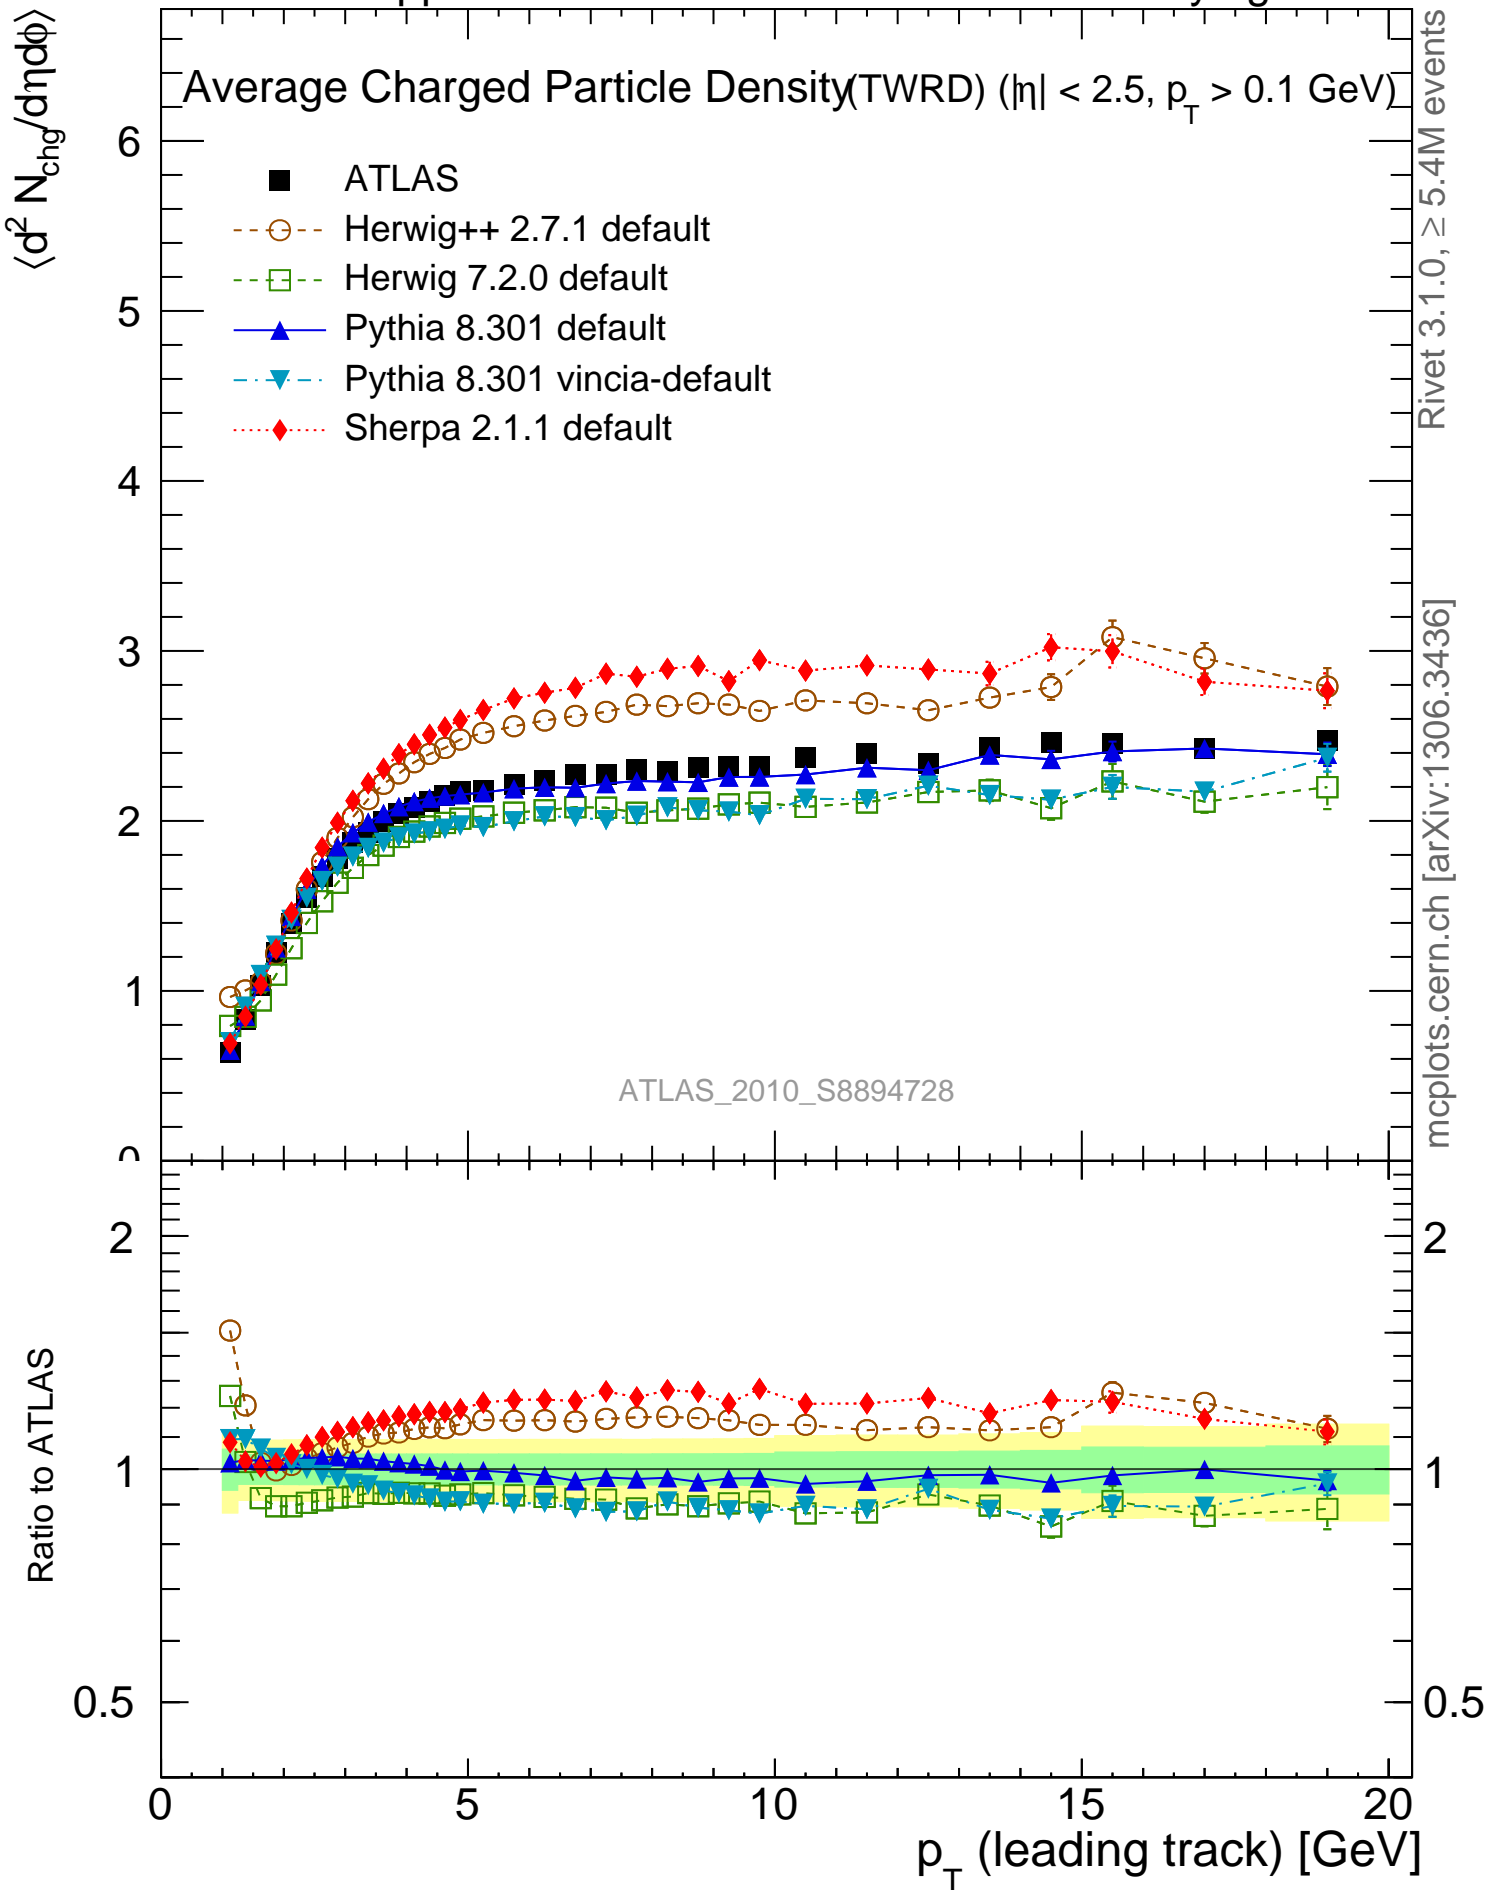 ⟨d² N_chg/dηdϕ⟩
Average Charged Particle Density (TWRD) (|η| < 2.5, p_T > 0.1 GeV)
ATLAS
Herwig++ 2.7.1 default
Herwig 7.2.0 default
Pythia 8.301 default
Pythia 8.301 vincia-default
Sherpa 2.1.1 default
6
5
4
3
2
1
0
ATLAS_2010_S8894728
Rivet 3.1.0, ≥ 5.4M events
mcplots.cern.ch [arXiv:1306.3436]
Ratio to ATLAS
2
1
0.5
2
1
0.5
0 5 10 15 20
p_T (leading track) [GeV]